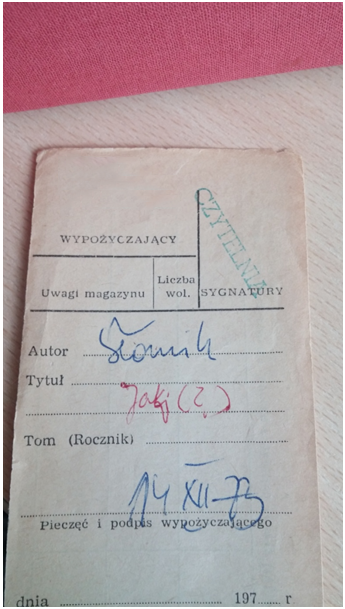 CZYTELNIA
WYPOŻYCZAJĄCY
Uwagi magazynu
Liczba
wol.
SYGNATURY
Autor Słownik
Tytuł Jaki (?)
Tom (Rocznik)
14 XII 73
Pieczęć i podpis wypożyczającego
dnia 197 r